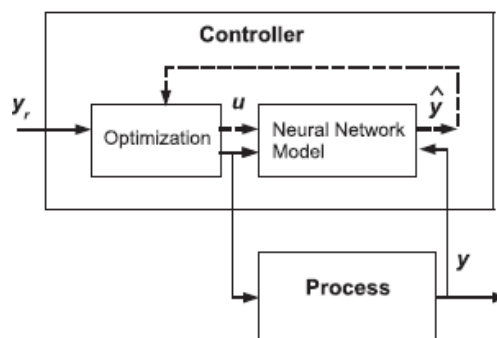 Controller
y_r
u
ŷ
Optimization
Neural Network
Model
y
Process